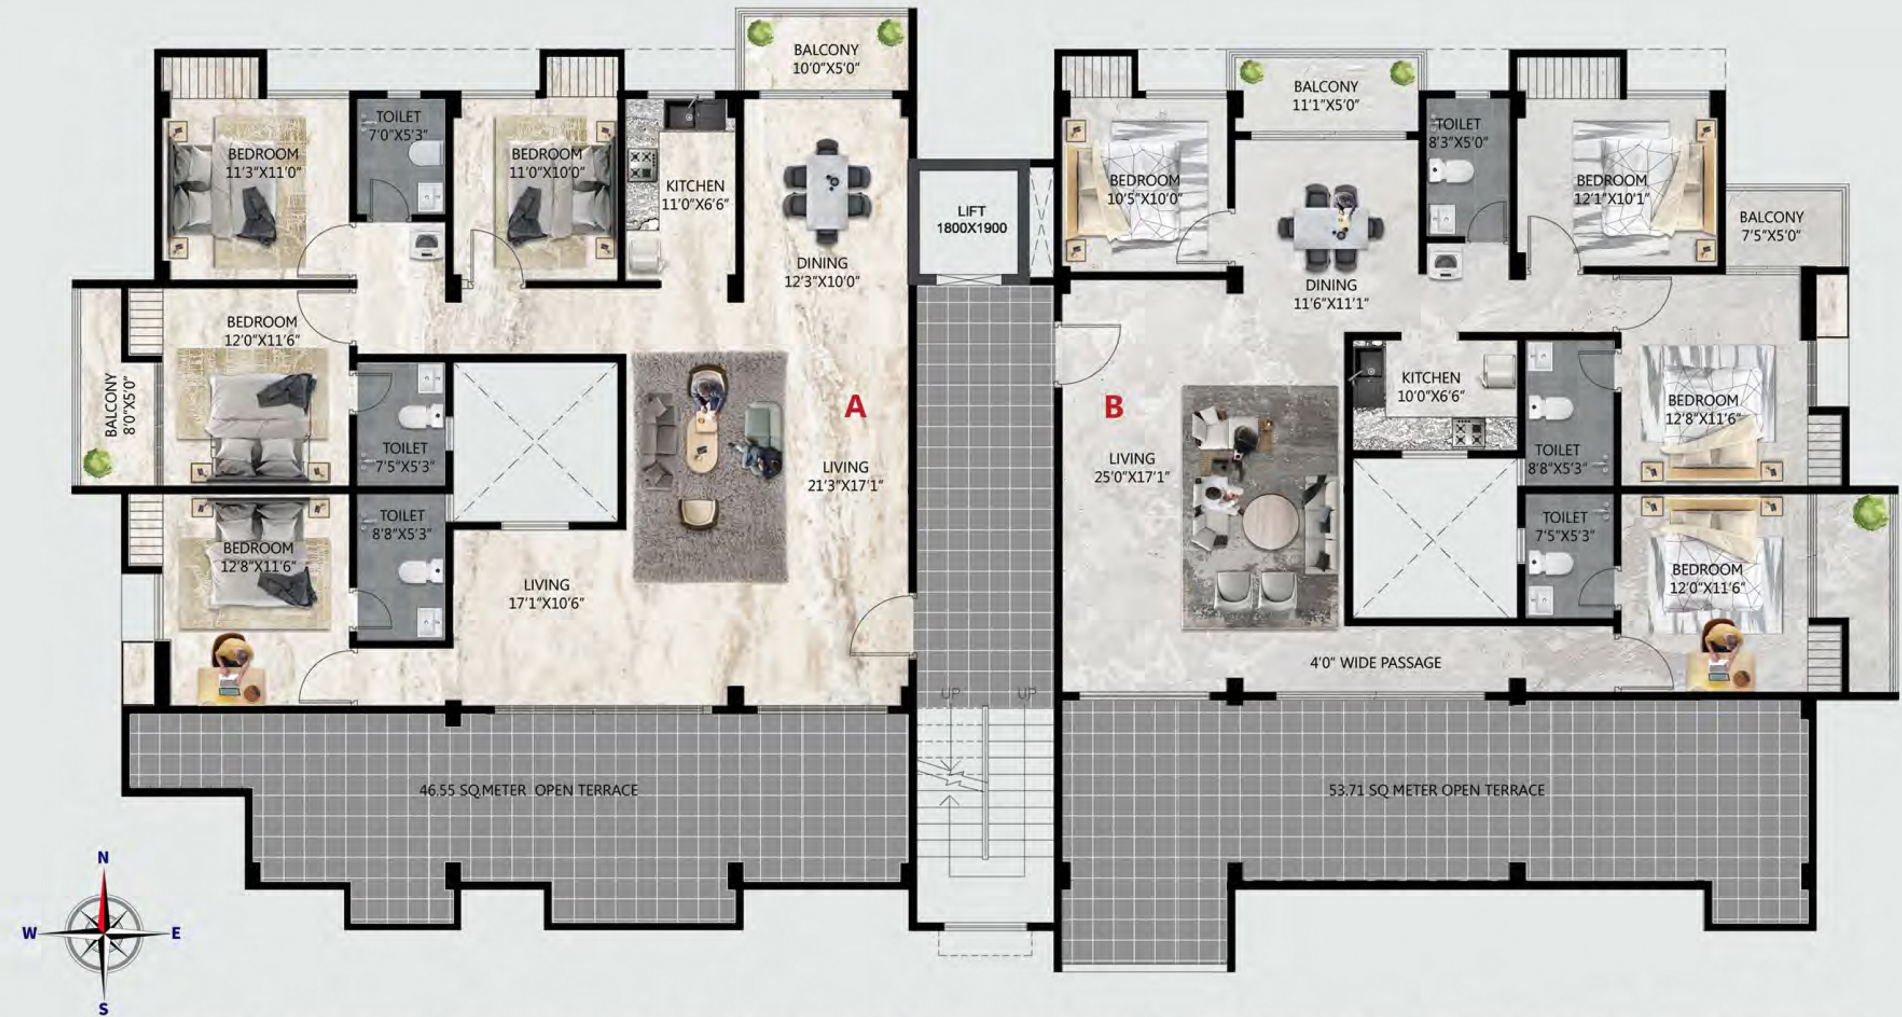 BALCONY
10'0"X5'0"
TOILET
7'0"X5'3"
BEDROOM
11'3"X11'0"
BEDROOM
11'0"X10'0"
KITCHEN
11'0"X6'6"
DINING
12'3"X10'0"
BEDROOM
12'0"X11'6"
BALCONY
8'0"X5'0"
TOILET
7'5"X5'3"
A
LIVING
21'3"X17'1"
TOILET
8'8"X5'3"
BEDROOM
12'8"X11'6"
LIVING
17'1"X10'6"
46.55 SQ.METER OPEN TERRACE
LIFT
1800X1900
UP
UP
BALCONY
11'1"X5'0"
TOILET
8'3"X5'0"
BEDROOM
10'5"X10'0"
BEDROOM
12'1"X10'1"
BALCONY
7'5"X5'0"
DINING
11'6"X11'1"
KITCHEN
10'0"X6'6"
B
BEDROOM
12'8"X11'6"
LIVING
25'0"X17'1"
TOILET
8'8"X5'3"
TOILET
7'5"X5'3"
BEDROOM
12'0"X11'6"
4'0" WIDE PASSAGE
53.71 SQ METER OPEN TERRACE
N
W
E
S